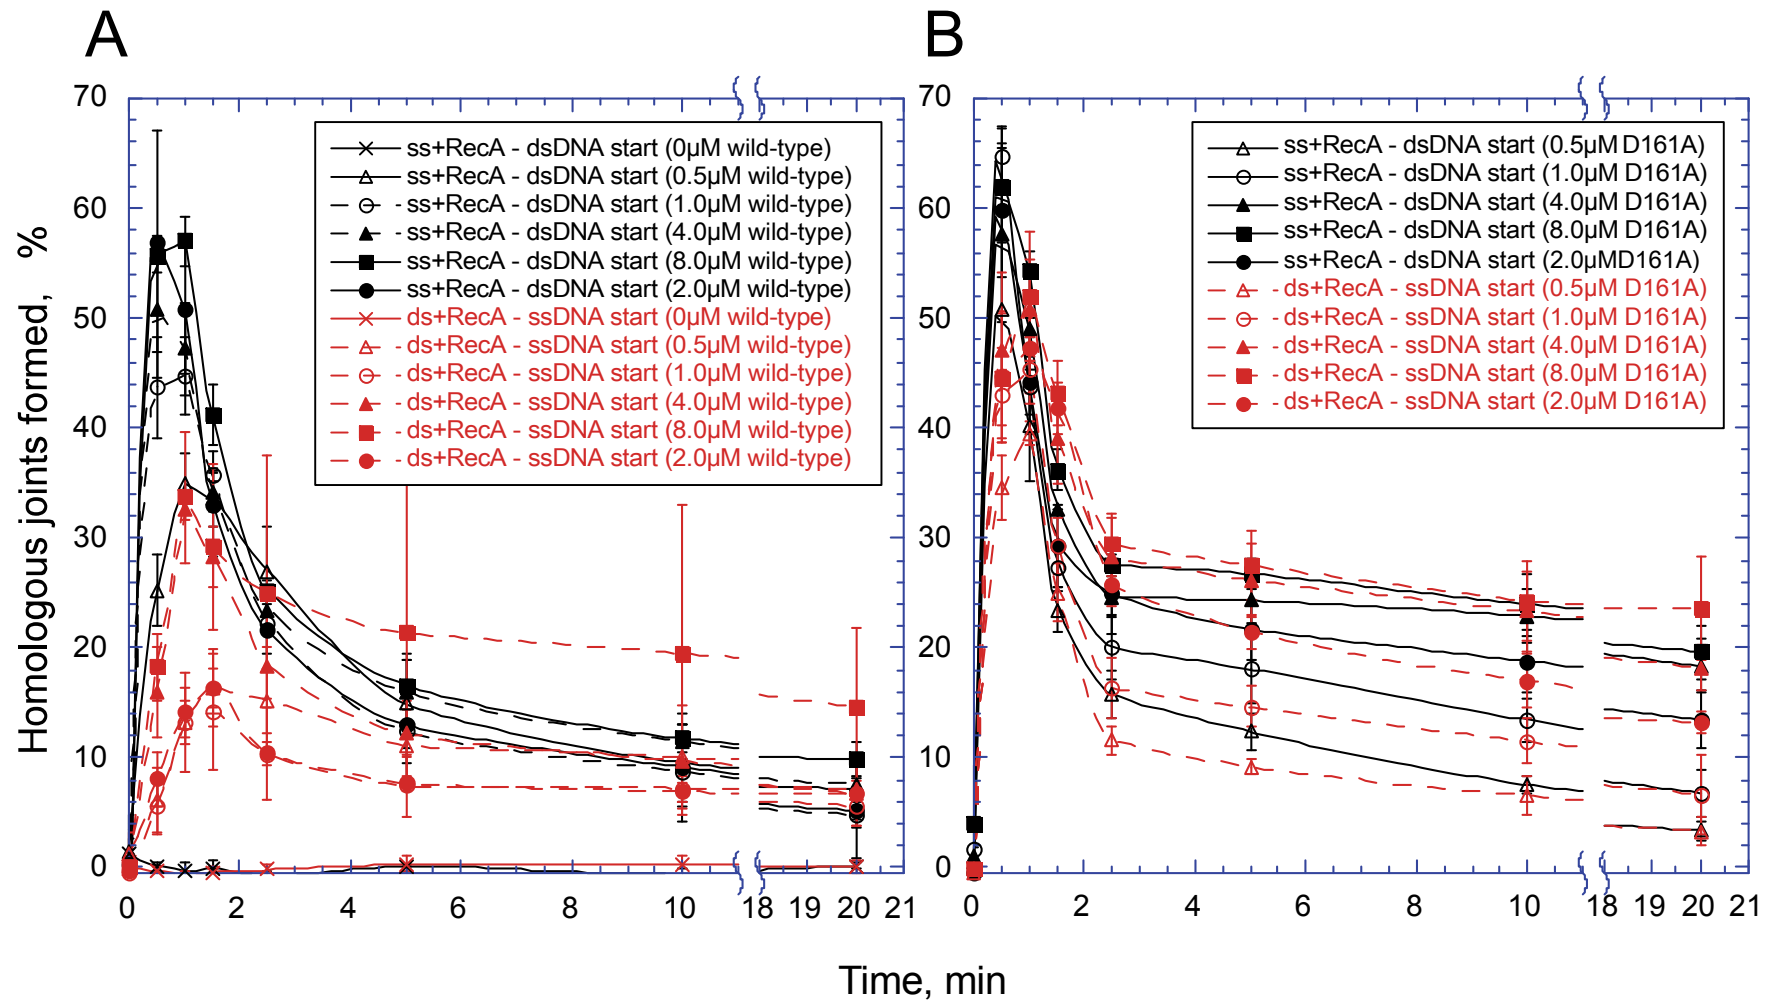 A
B
Homologous joints formed, %
70
60
50
40
30
20
10
0
ss+RecA - dsDNA start (0µM wild-type)
ss+RecA - dsDNA start (0.5µM wild-type)
ss+RecA - dsDNA start (1.0µM wild-type)
ss+RecA - dsDNA start (4.0µM wild-type)
ss+RecA - dsDNA start (8.0µM wild-type)
ss+RecA - dsDNA start (2.0µM wild-type)
ds+RecA - ssDNA start (0µM wild-type)
ds+RecA - ssDNA start (0.5µM wild-type)
ds+RecA - ssDNA start (1.0µM wild-type)
ds+RecA - ssDNA start (4.0µM wild-type)
ds+RecA - ssDNA start (8.0µM wild-type)
ds+RecA - ssDNA start (2.0µM wild-type)
0 2 4 6 8 10 18 19 20 21
70
60
50
40
30
20
10
0
ss+RecA - dsDNA start (0.5µM D161A)
ss+RecA - dsDNA start (1.0µM D161A)
ss+RecA - dsDNA start (4.0µM D161A)
ss+RecA - dsDNA start (8.0µM D161A)
ss+RecA - dsDNA start (2.0µMD161A)
ds+RecA - ssDNA start (0.5µM D161A)
ds+RecA - ssDNA start (1.0µM D161A)
ds+RecA - ssDNA start (4.0µM D161A)
ds+RecA - ssDNA start (8.0µM D161A)
ds+RecA - ssDNA start (2.0µM D161A)
0 2 4 6 8 10 18 19 20 21
Time, min